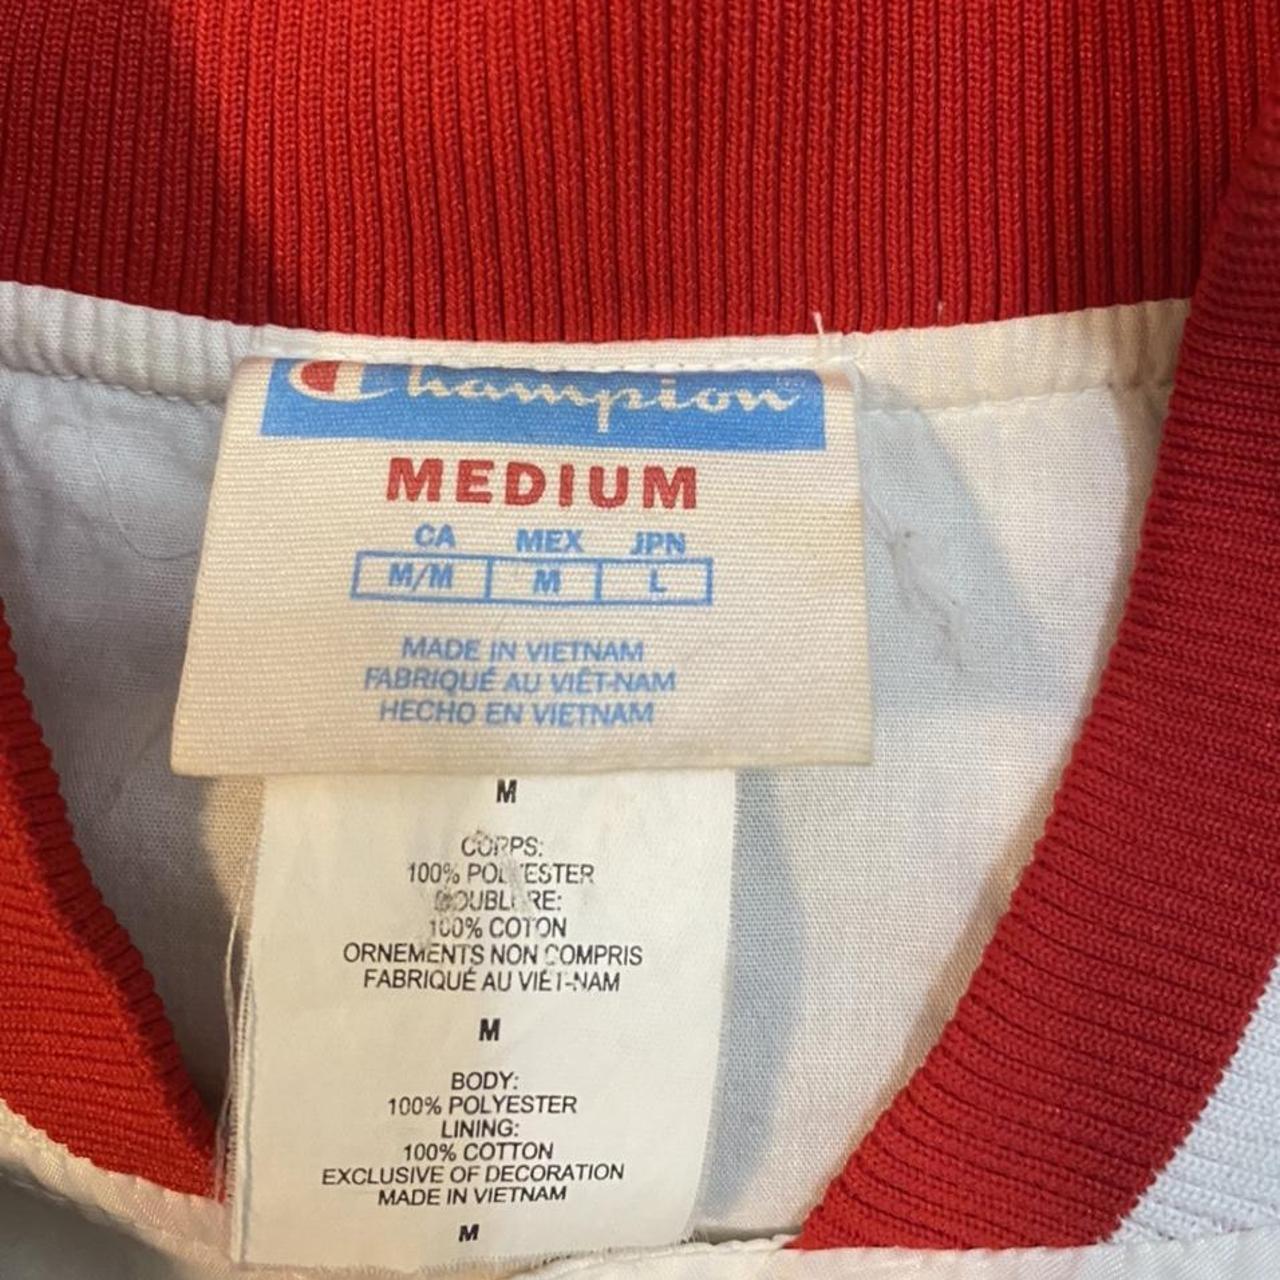 Champion
MEDIUM
CA MEX JPN
M/M M L
MADE IN VIETNAM
FABRIQUÉ AU VIÊT-NAM
HECHO EN VIETNAM
M
CORPS:
100% POLYESTER
DOUBLURE:
100% COTON
ORNEMENTS NON COMPRIS
FABRIQUÉ AU VIÊT-NAM
M
BODY:
100% POLYESTER
LINING:
100% COTTON
EXCLUSIVE OF DECORATION
MADE IN VIETNAM
M